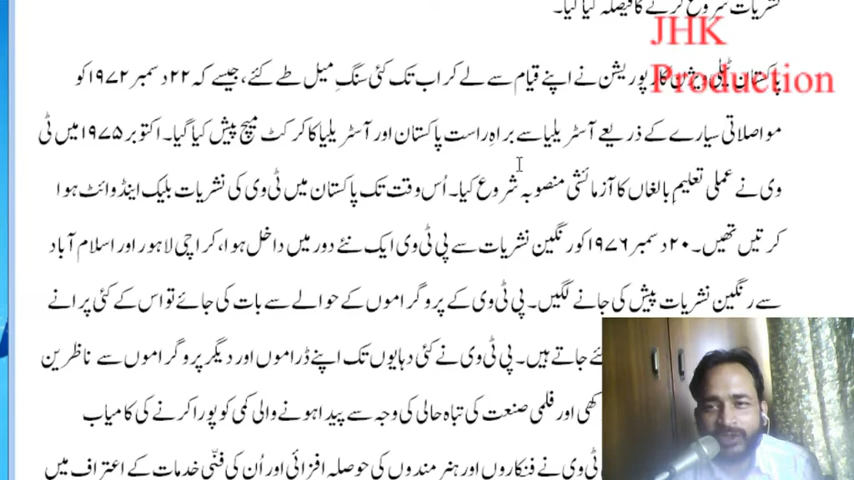 نشریات شروع کرنے کا فیصلہ کیا گیا۔
JHK
Production
پاکستان ٹیلی ویژن کارپوریشن نے اپنے قیام سے لے کر اب تک کئی سنگِ میل طے کئے، جیسے کہ ۲۲ دسمبر ۱۹۷۲ کو
مواصلاتی سیارے کے ذریعے آسٹریلیا سے براہِ راست پاکستان اور آسٹریلیا کا کرکٹ میچ پیش کیا گیا۔ اکتوبر ۱۹۷۵ میں ٹی
وی نے عملی تعلیمِ بالغاں کا آزمائشی منصوبہ شروع کیا۔ اُس وقت تک پاکستان میں ٹی وی کی نشریات بلیک اینڈ وائٹ ہوا
کرتیں تھیں۔ ۲۰ دسمبر ۱۹۷۶ کو رنگین نشریات سے پی ٹی وی ایک نئے دور میں داخل ہوا، کراچی لاہور اور اسلام آباد
سے رنگین نشریات پیش کی جانے لگیں۔ پی ٹی وی کے پروگراموں کے حوالے سے بات کی جائے تو اس کے کئی پرانے
جاتے ہیں۔ پی ٹی وی نے کئی دہایوں تک اپنے ڈراموں اور دیگر پروگراموں سے ناظرین
اور فلمی صنعت کی تباہ حالی کی وجہ سے پیدا ہونے والی کمی کو پورا کرنے کی کامیاب
ٹی وی نے فنکاروں اور ہنر مندوں کی حوصلہ افزائی اور اُن کی فنّی خدمات کے اعتراف میں